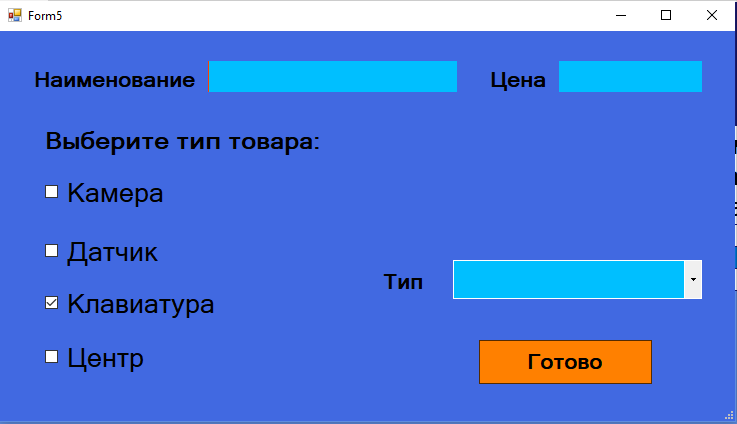 Form5
Наименование Цена
Выберите тип товара:
Камера
Датчик
Клавиатура
Тип
Центр
Готово